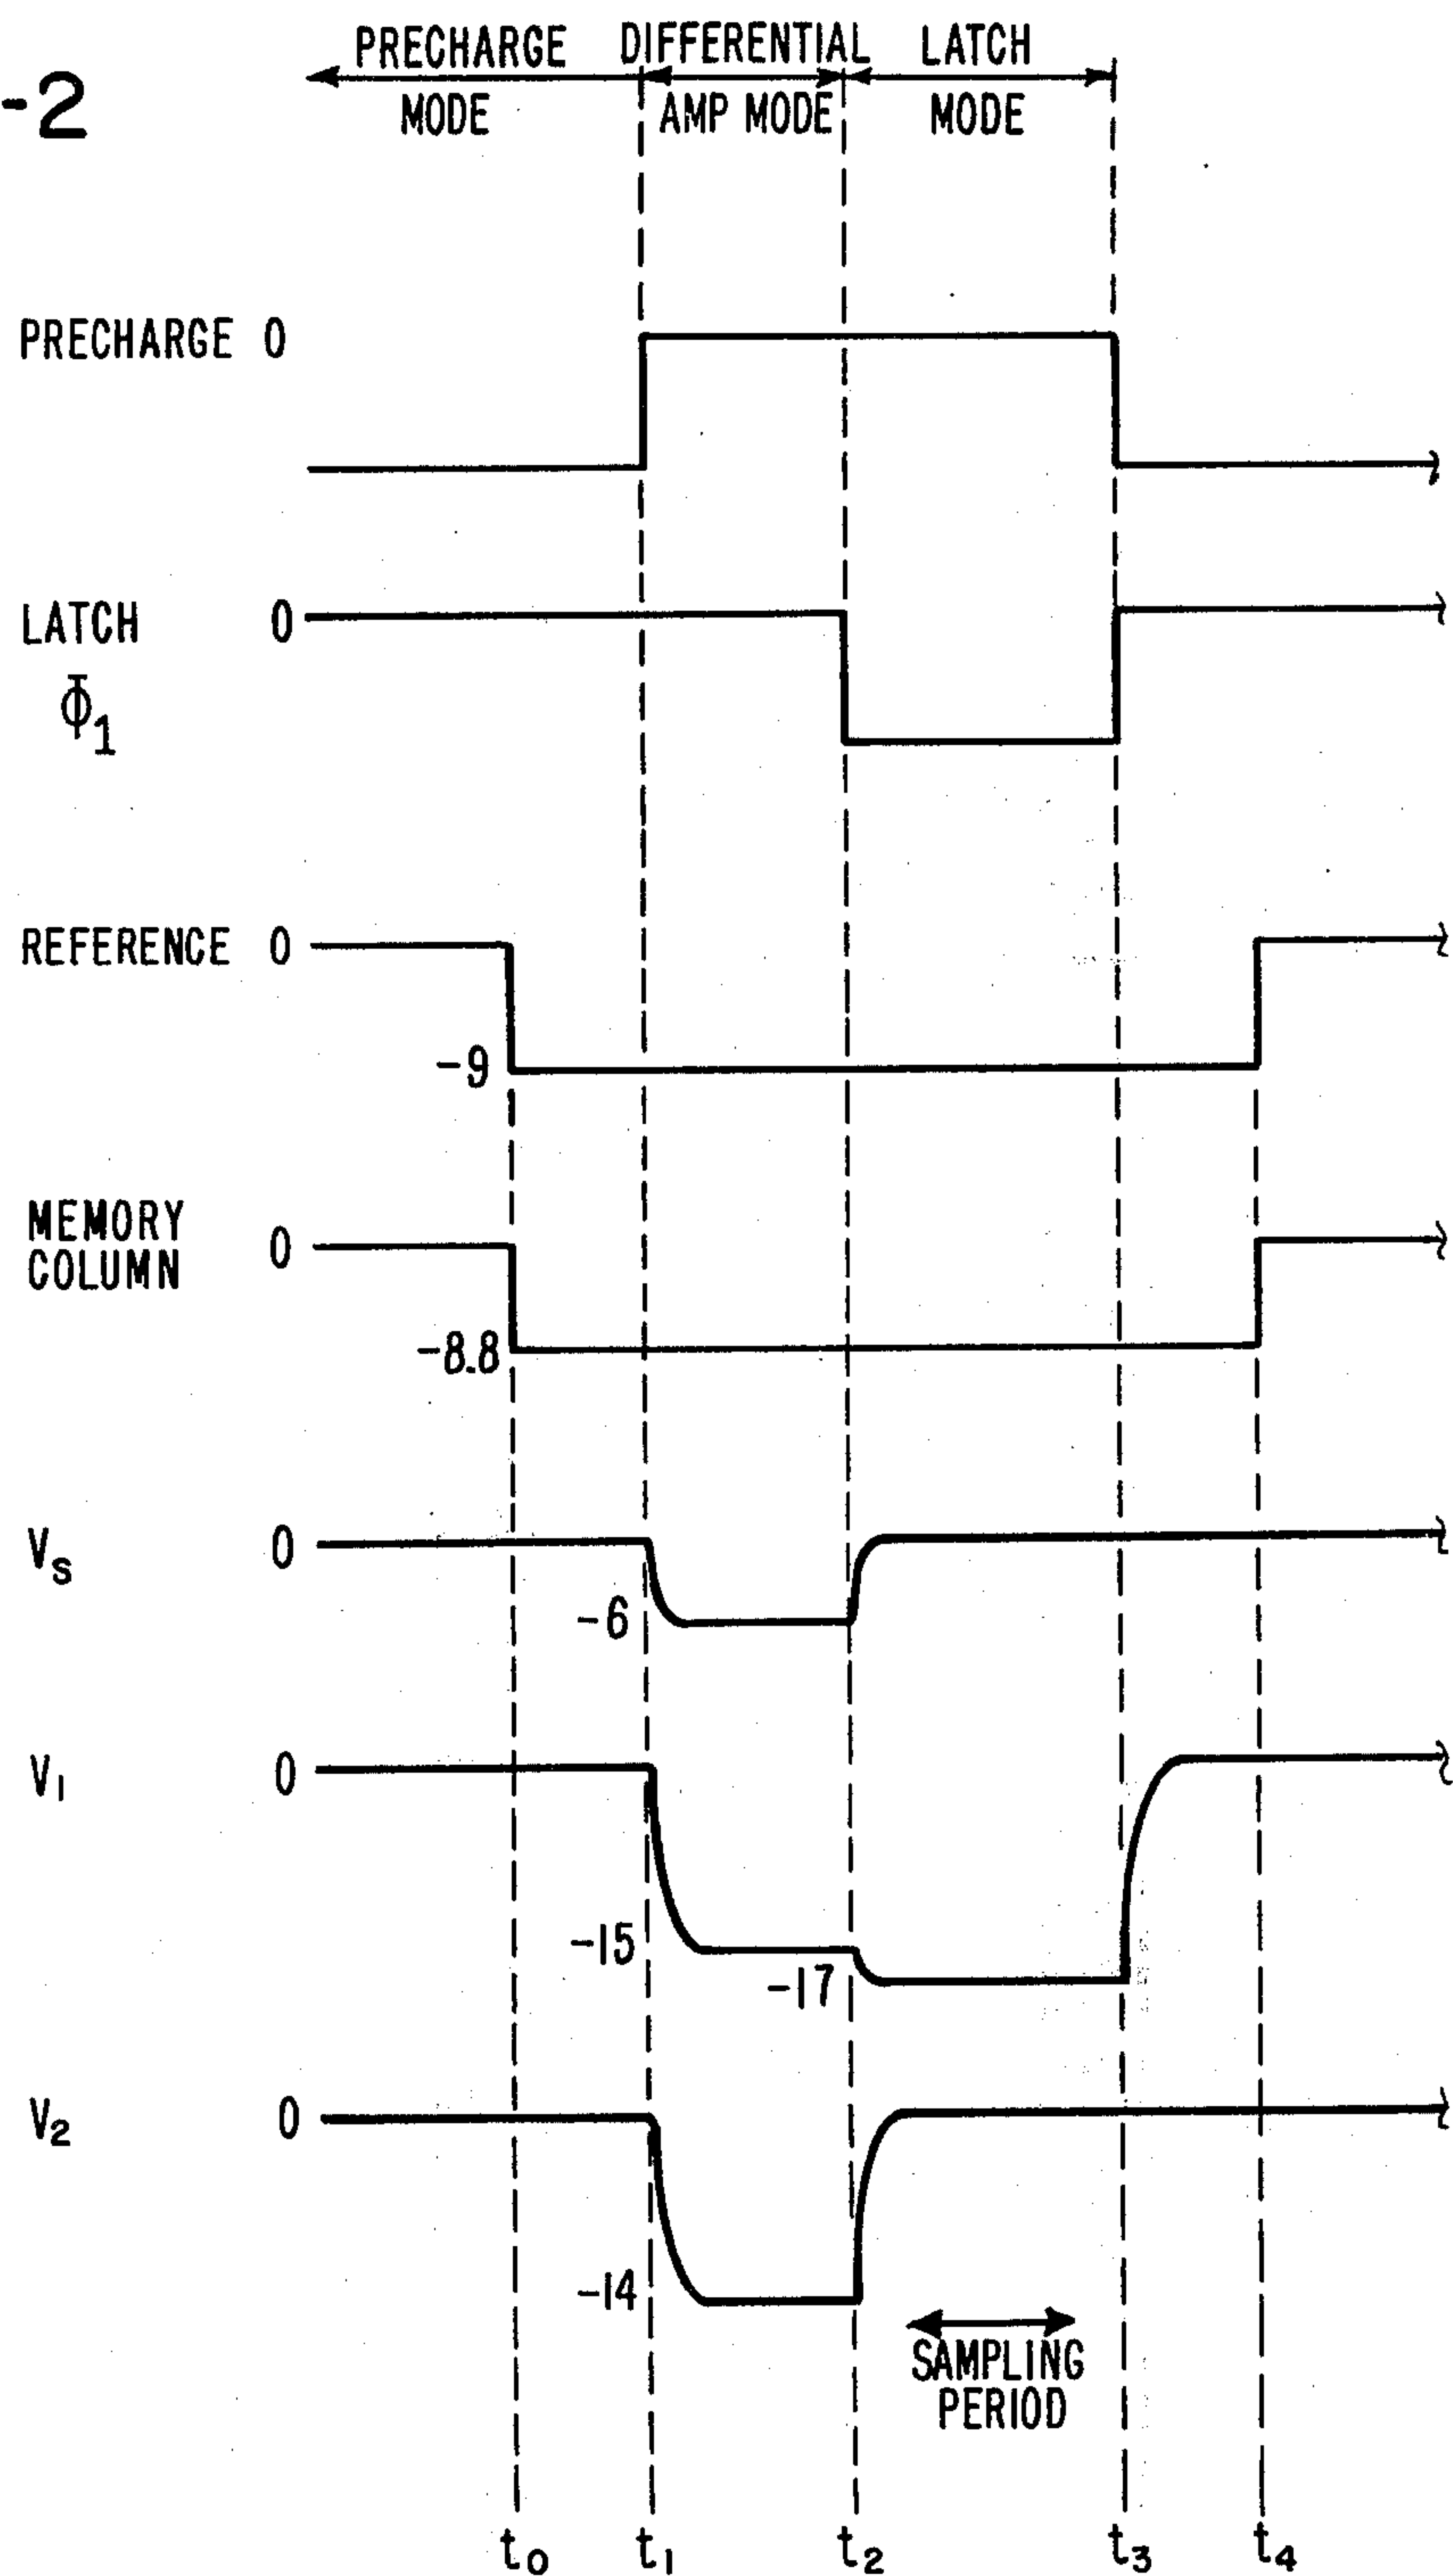 -2
PRECHARGE MODE
DIFFERENTIAL AMP MODE
LATCH MODE
PRECHARGE 0
LATCH 0
Φ1
REFERENCE 0
-9
MEMORY
COLUMN 0
-8.8
Vs 0
-6
V1 0
-15
-17
V2 0
-14
SAMPLING
PERIOD
t0 t1 t2 t3 t4